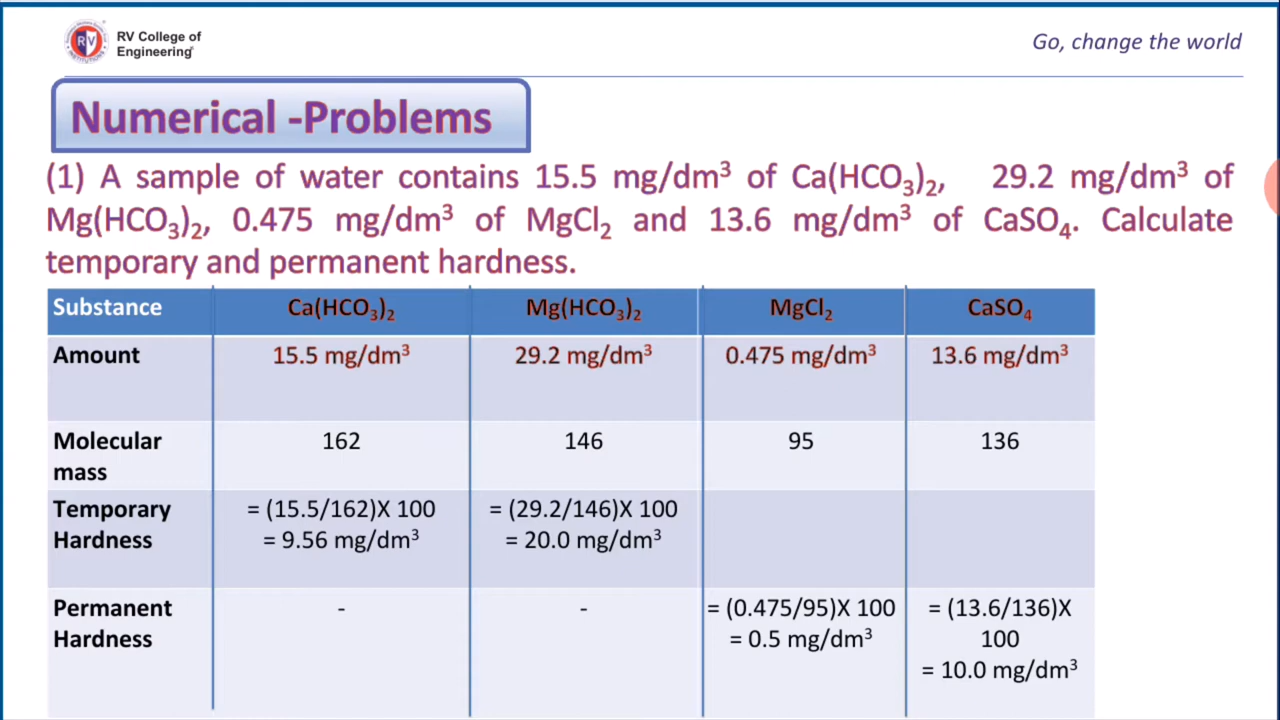 RV College of
Engineering
Go, change the world
Numerical -Problems
(1) A sample of water contains 15.5 mg/dm³ of Ca(HCO₃)₂, 29.2 mg/dm³ of
Mg(HCO₃)₂, 0.475 mg/dm³ of MgCl₂ and 13.6 mg/dm³ of CaSO₄. Calculate
temporary and permanent hardness.
Substance Ca(HCO₃)₂ Mg(HCO₃)₂ MgCl₂ CaSO₄
Amount 15.5 mg/dm³ 29.2 mg/dm³ 0.475 mg/dm³ 13.6 mg/dm³
Molecular 162 146 95 136
mass
Temporary = (15.5/162)X 100 = (29.2/146)X 100
Hardness = 9.56 mg/dm³ = 20.0 mg/dm³
Permanent - - = (0.475/95)X 100 = (13.6/136)X
Hardness = 0.5 mg/dm³ 100
= 10.0 mg/dm³